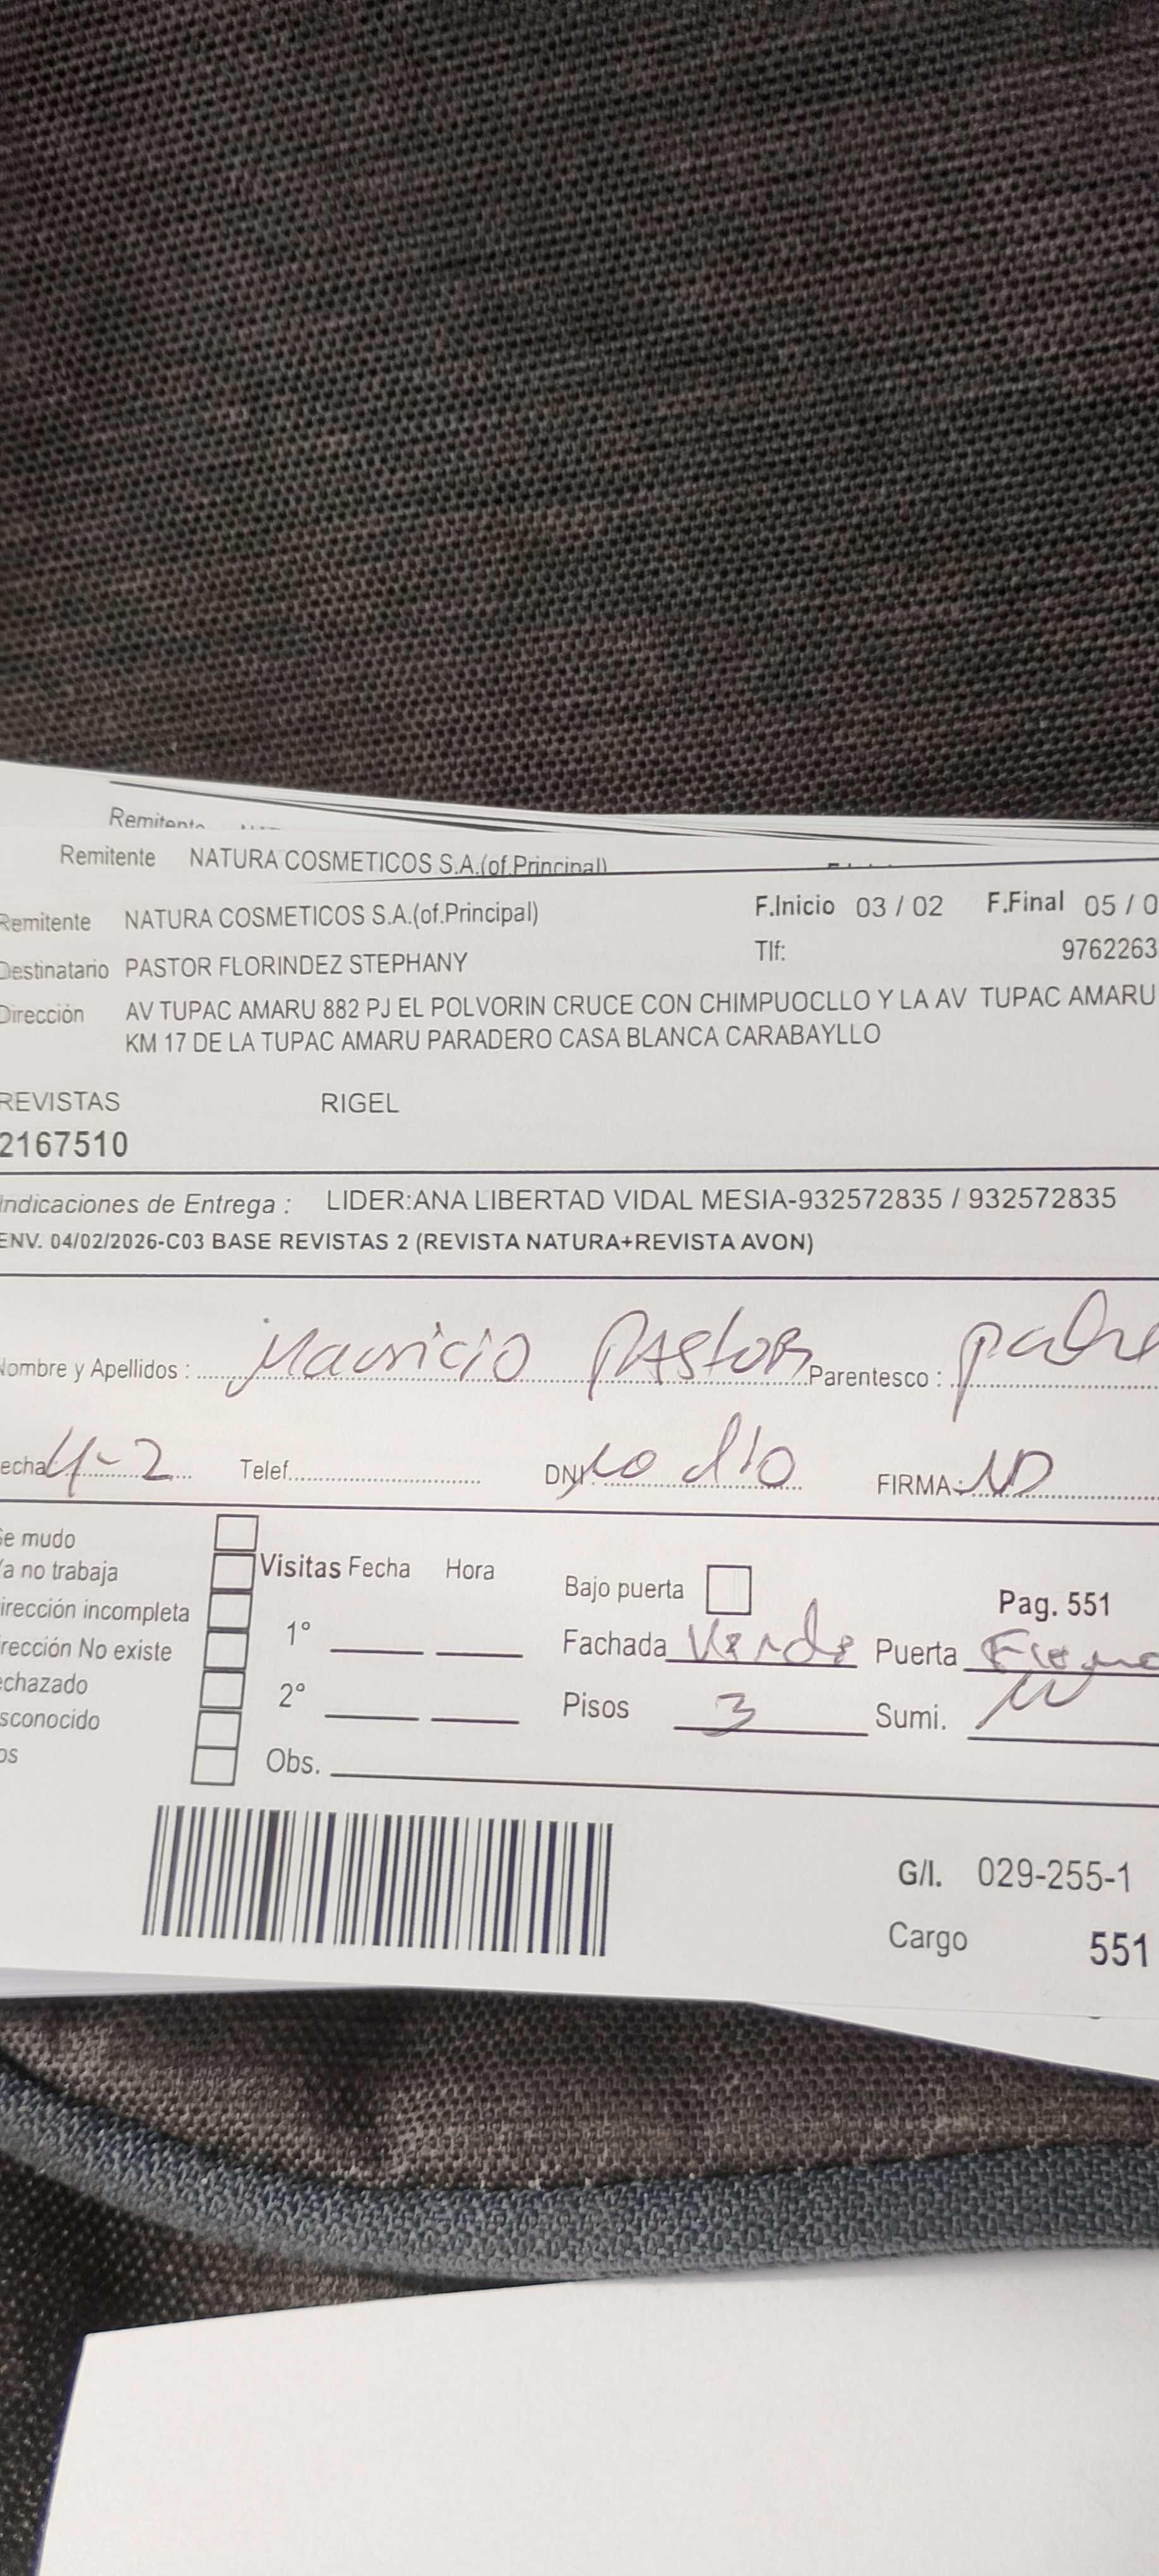 Remitente
Remitente NATURA COSMETICOS S.A.(of.Principal)
Remitente NATURA COSMETICOS S.A.(of.Principal) F.Inicio 03 / 02 F.Final 05 / 0
Destinatario PASTOR FLORINDEZ STEPHANY Tlf: 9762263
Dirección AV TUPAC AMARU 882 PJ EL POLVORIN CRUCE CON CHIMPUOCLLO Y LA AV TUPAC AMARU
KM 17 DE LA TUPAC AMARU PARADERO CASA BLANCA CARABAYLLO
REVISTAS RIGEL
2167510
Indicaciones de Entrega : LIDER:ANA LIBERTAD VIDAL MESIA-932572835 / 932572835
ENV. 04/02/2026-C03 BASE REVISTAS 2 (REVISTA NATURA+REVISTA AVON)
Nombre y Apellidos : Mauricio PAStoR Parentesco : padre
echa 4-2 Telef. DNI. no dio FIRMA: ND
Se mudo
Ya no trabaja Visitas Fecha Hora Bajo puerta Pag. 551
irección incompleta 1° Fachada Verde Puerta
irección No existe
echazado 2° Pisos 3 Sumi.
sconocido
os Obs.
G/I. 029-255-1
Cargo 551